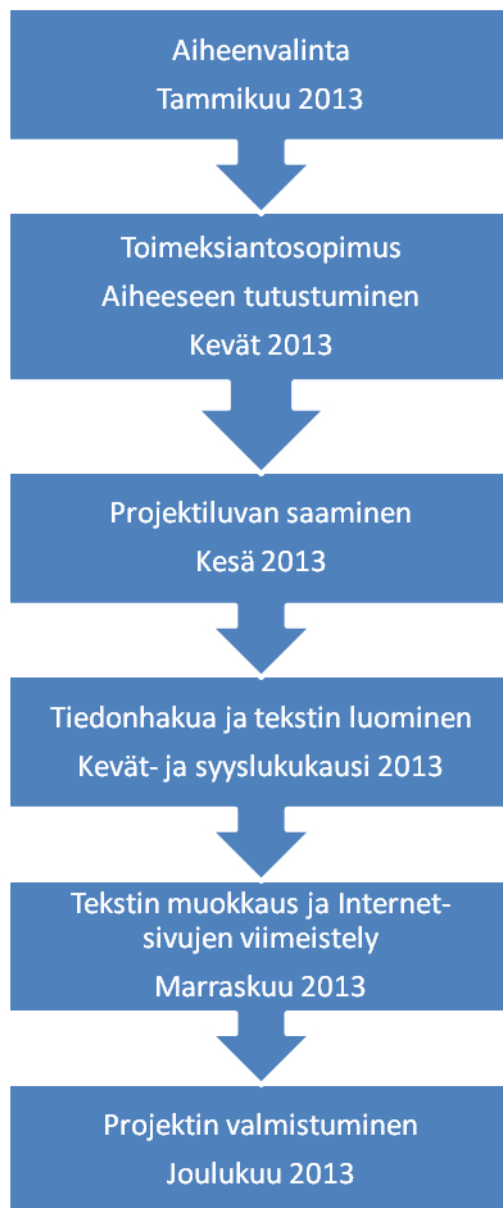 Aiheenvalinta
Tammikuu 2013
Toimeksiantosopimus
Aiheeseen tutustuminen
Kevät 2013
Projektiluvan saaminen
Kesä 2013
Tiedonhakua ja tekstin luominen
Kevät- ja syyslukukausi 2013
Tekstin muokkaus ja Internet-
sivujen viimeistely
Marraskuu 2013
Projektin valmistuminen
Joulukuu 2013